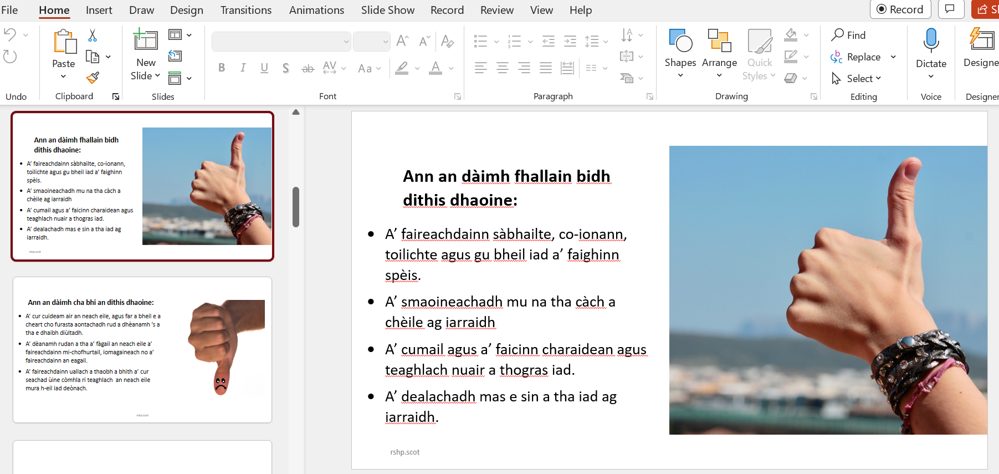 File Home Insert Draw Design Transitions Animations Slide Show Record Review View Help Record
Paste
New
Slide
Aa
Shapes Arrange Quick
Styles
Find
Replace
Select
Dictate
Designe
Undo Clipboard Slides Font Paragraph Drawing Editing Voice Designer
Ann an dàimh fhallain bidh
dithis dhaoine:
A’ faireachdainn sàbhailte, co-ionann,
toilichte agus gu bheil iad a’ faighinn
spèis.
A’ smaoineachadh mu na tha càch a
chèile ag iarraidh
A’ cumail agus a’ faicinn charaidean agus
teaghlach nuair a thogras iad.
A’ dealachadh mas e sin a tha iad ag
iarraidh.
rshp.scot
Ann an dàimh cha bhi an dithis dhaoine:
A’ cur cuideam air an neach eile, agus far a bheil e a
cheart cho furasta aontachadh rud a dhèanamh ’s a
tha e dhaibh diùltadh.
A’ dèanamh rudan a tha a’ fàgail an neach eile a’
faireachdainn mi-chofhurtail, iomagaineach no a’
faireachdainn an eagail.
A’ faireachdainn uallach a thaobh a bhith a’ cur
seachad ùine còmhla ri teaghlach an neach eile
mura h-eil iad deònach.
rshp.scot
Ann an dàimh fhallain bidh
dithis dhaoine:
A’ faireachdainn sàbhailte, co-ionann,
toilichte agus gu bheil iad a’ faighinn
spèis.
A’ smaoineachadh mu na tha càch a
chèile ag iarraidh
A’ cumail agus a’ faicinn charaidean agus
teaghlach nuair a thogras iad.
A’ dealachadh mas e sin a tha iad ag
iarraidh.
rshp.scot